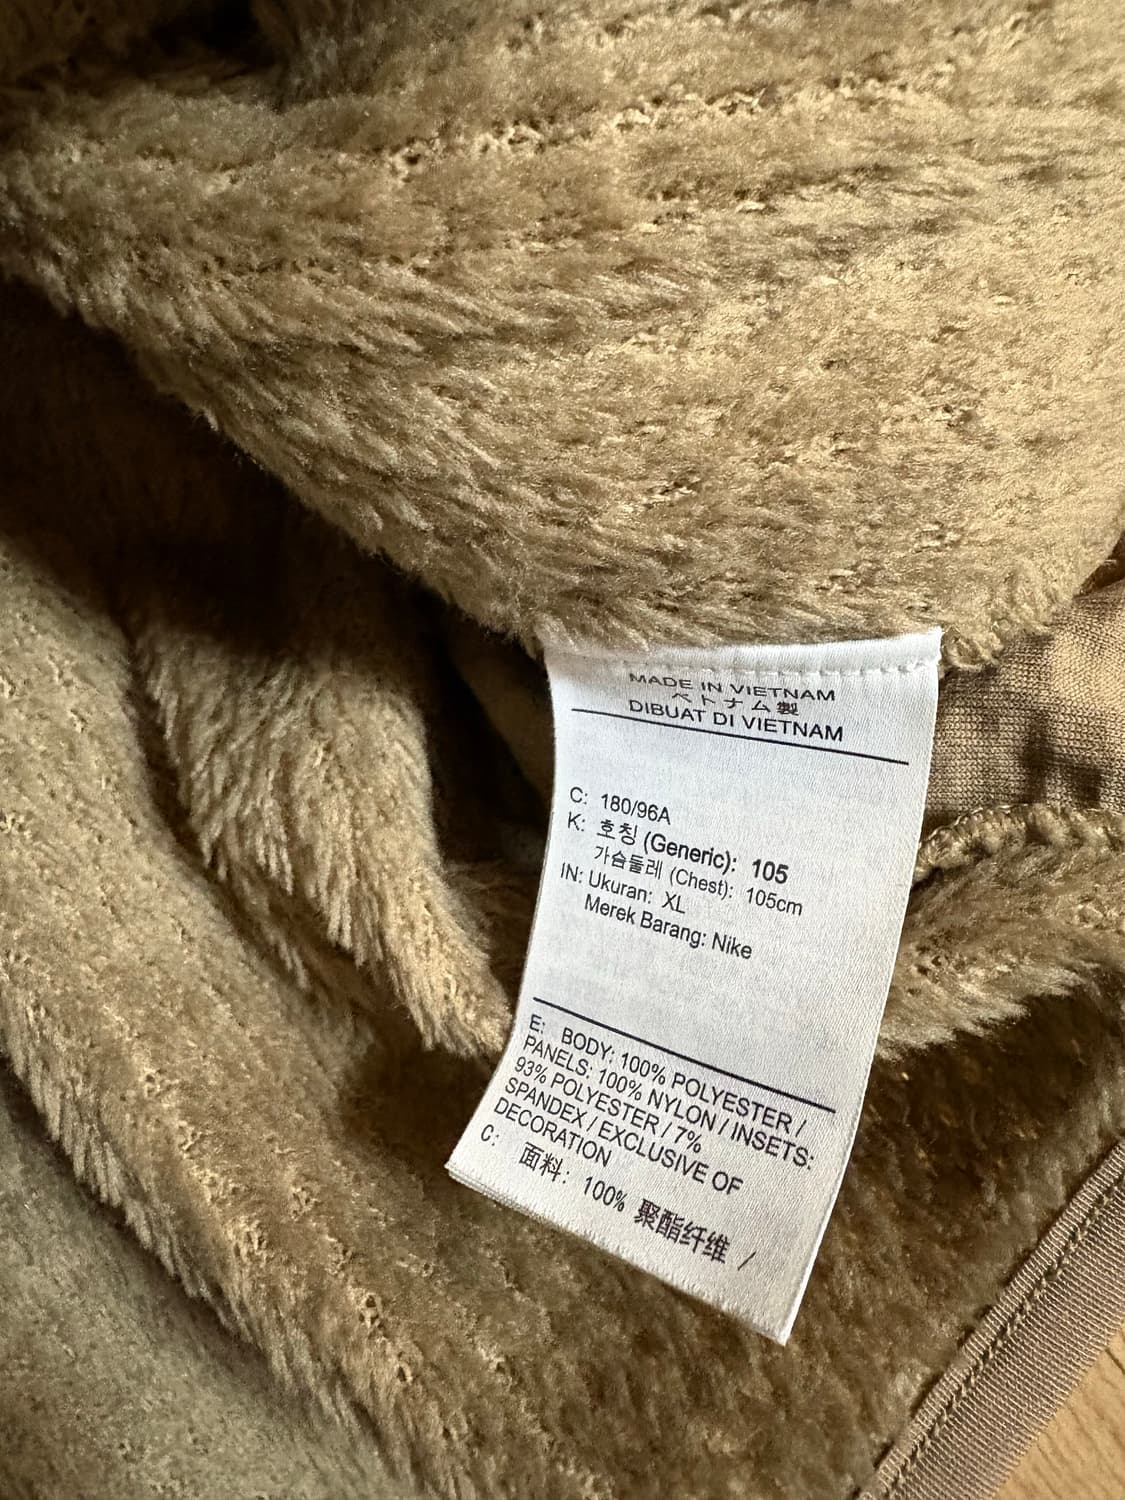 MADE IN VIETNAM
ベトナム製
DIBUAT DI VIETNAM
C: 180/96A
K: 호칭 (Generic): 105
가슴둘레 (Chest): 105cm
IN: Ukuran: XL
Merek Barang: Nike
E: BODY: 100% POLYESTER /
PANELS: 100% NYLON / INSETS:
93% POLYESTER / 7%
SPANDEX / EXCLUSIVE OF
DECORATION
C: 面料: 100% 聚酯纤维 /